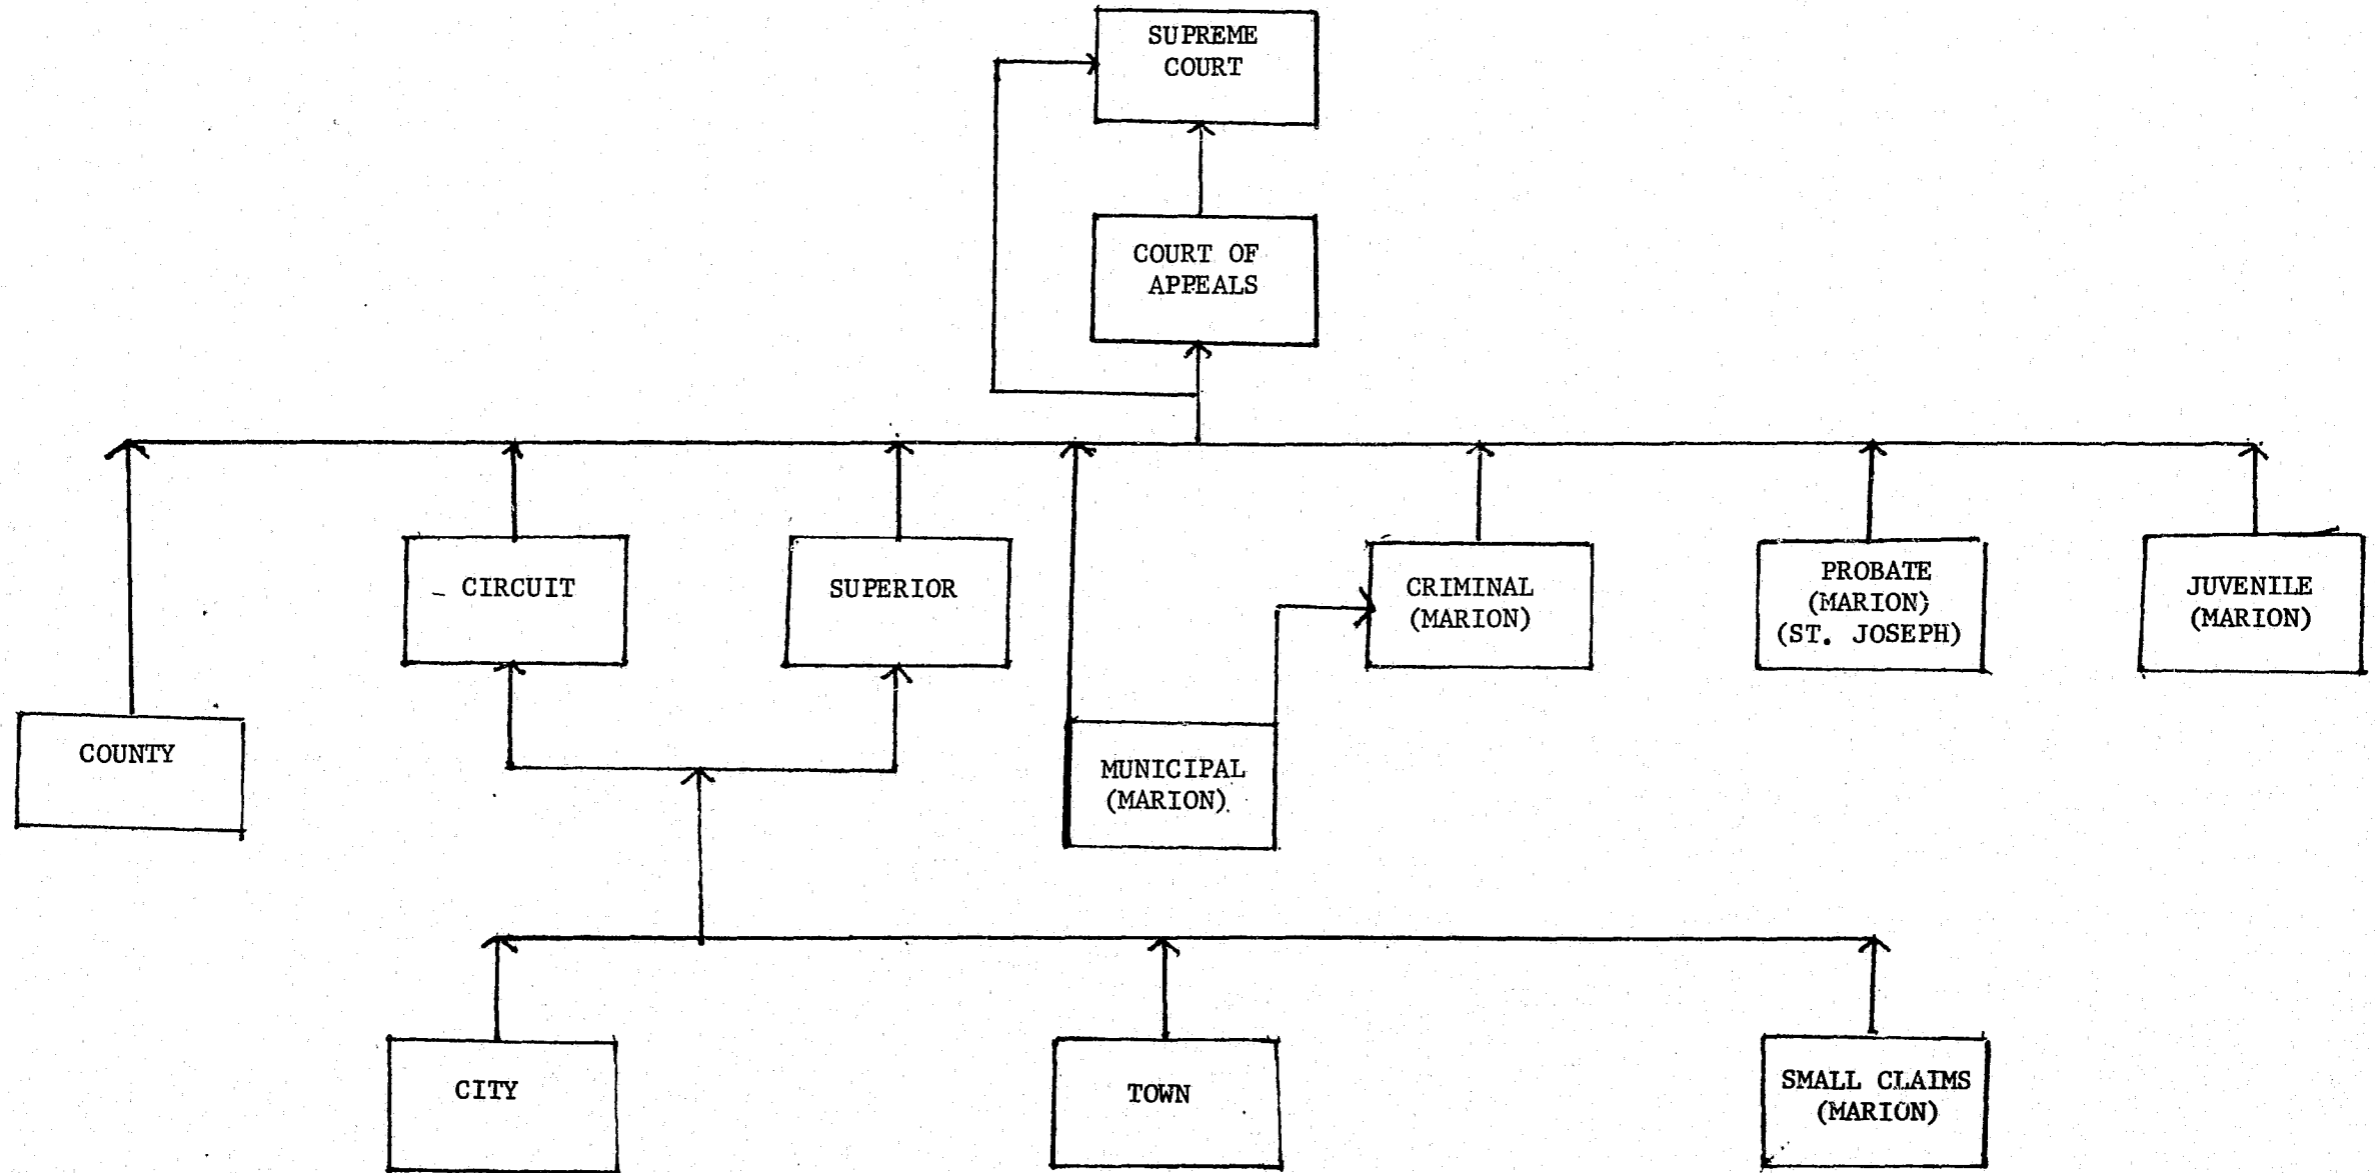 SUPREME
COURT
COURT OF
APPEALS
CIRCUIT
SUPERIOR
CRIMINAL
(MARION)
PROBATE
(MARION)
(ST. JOSEPH)
JUVENILE
(MARION)
COUNTY
MUNICIPAL
(MARION)
CITY
TOWN
SMALL CLAIMS
(MARION)